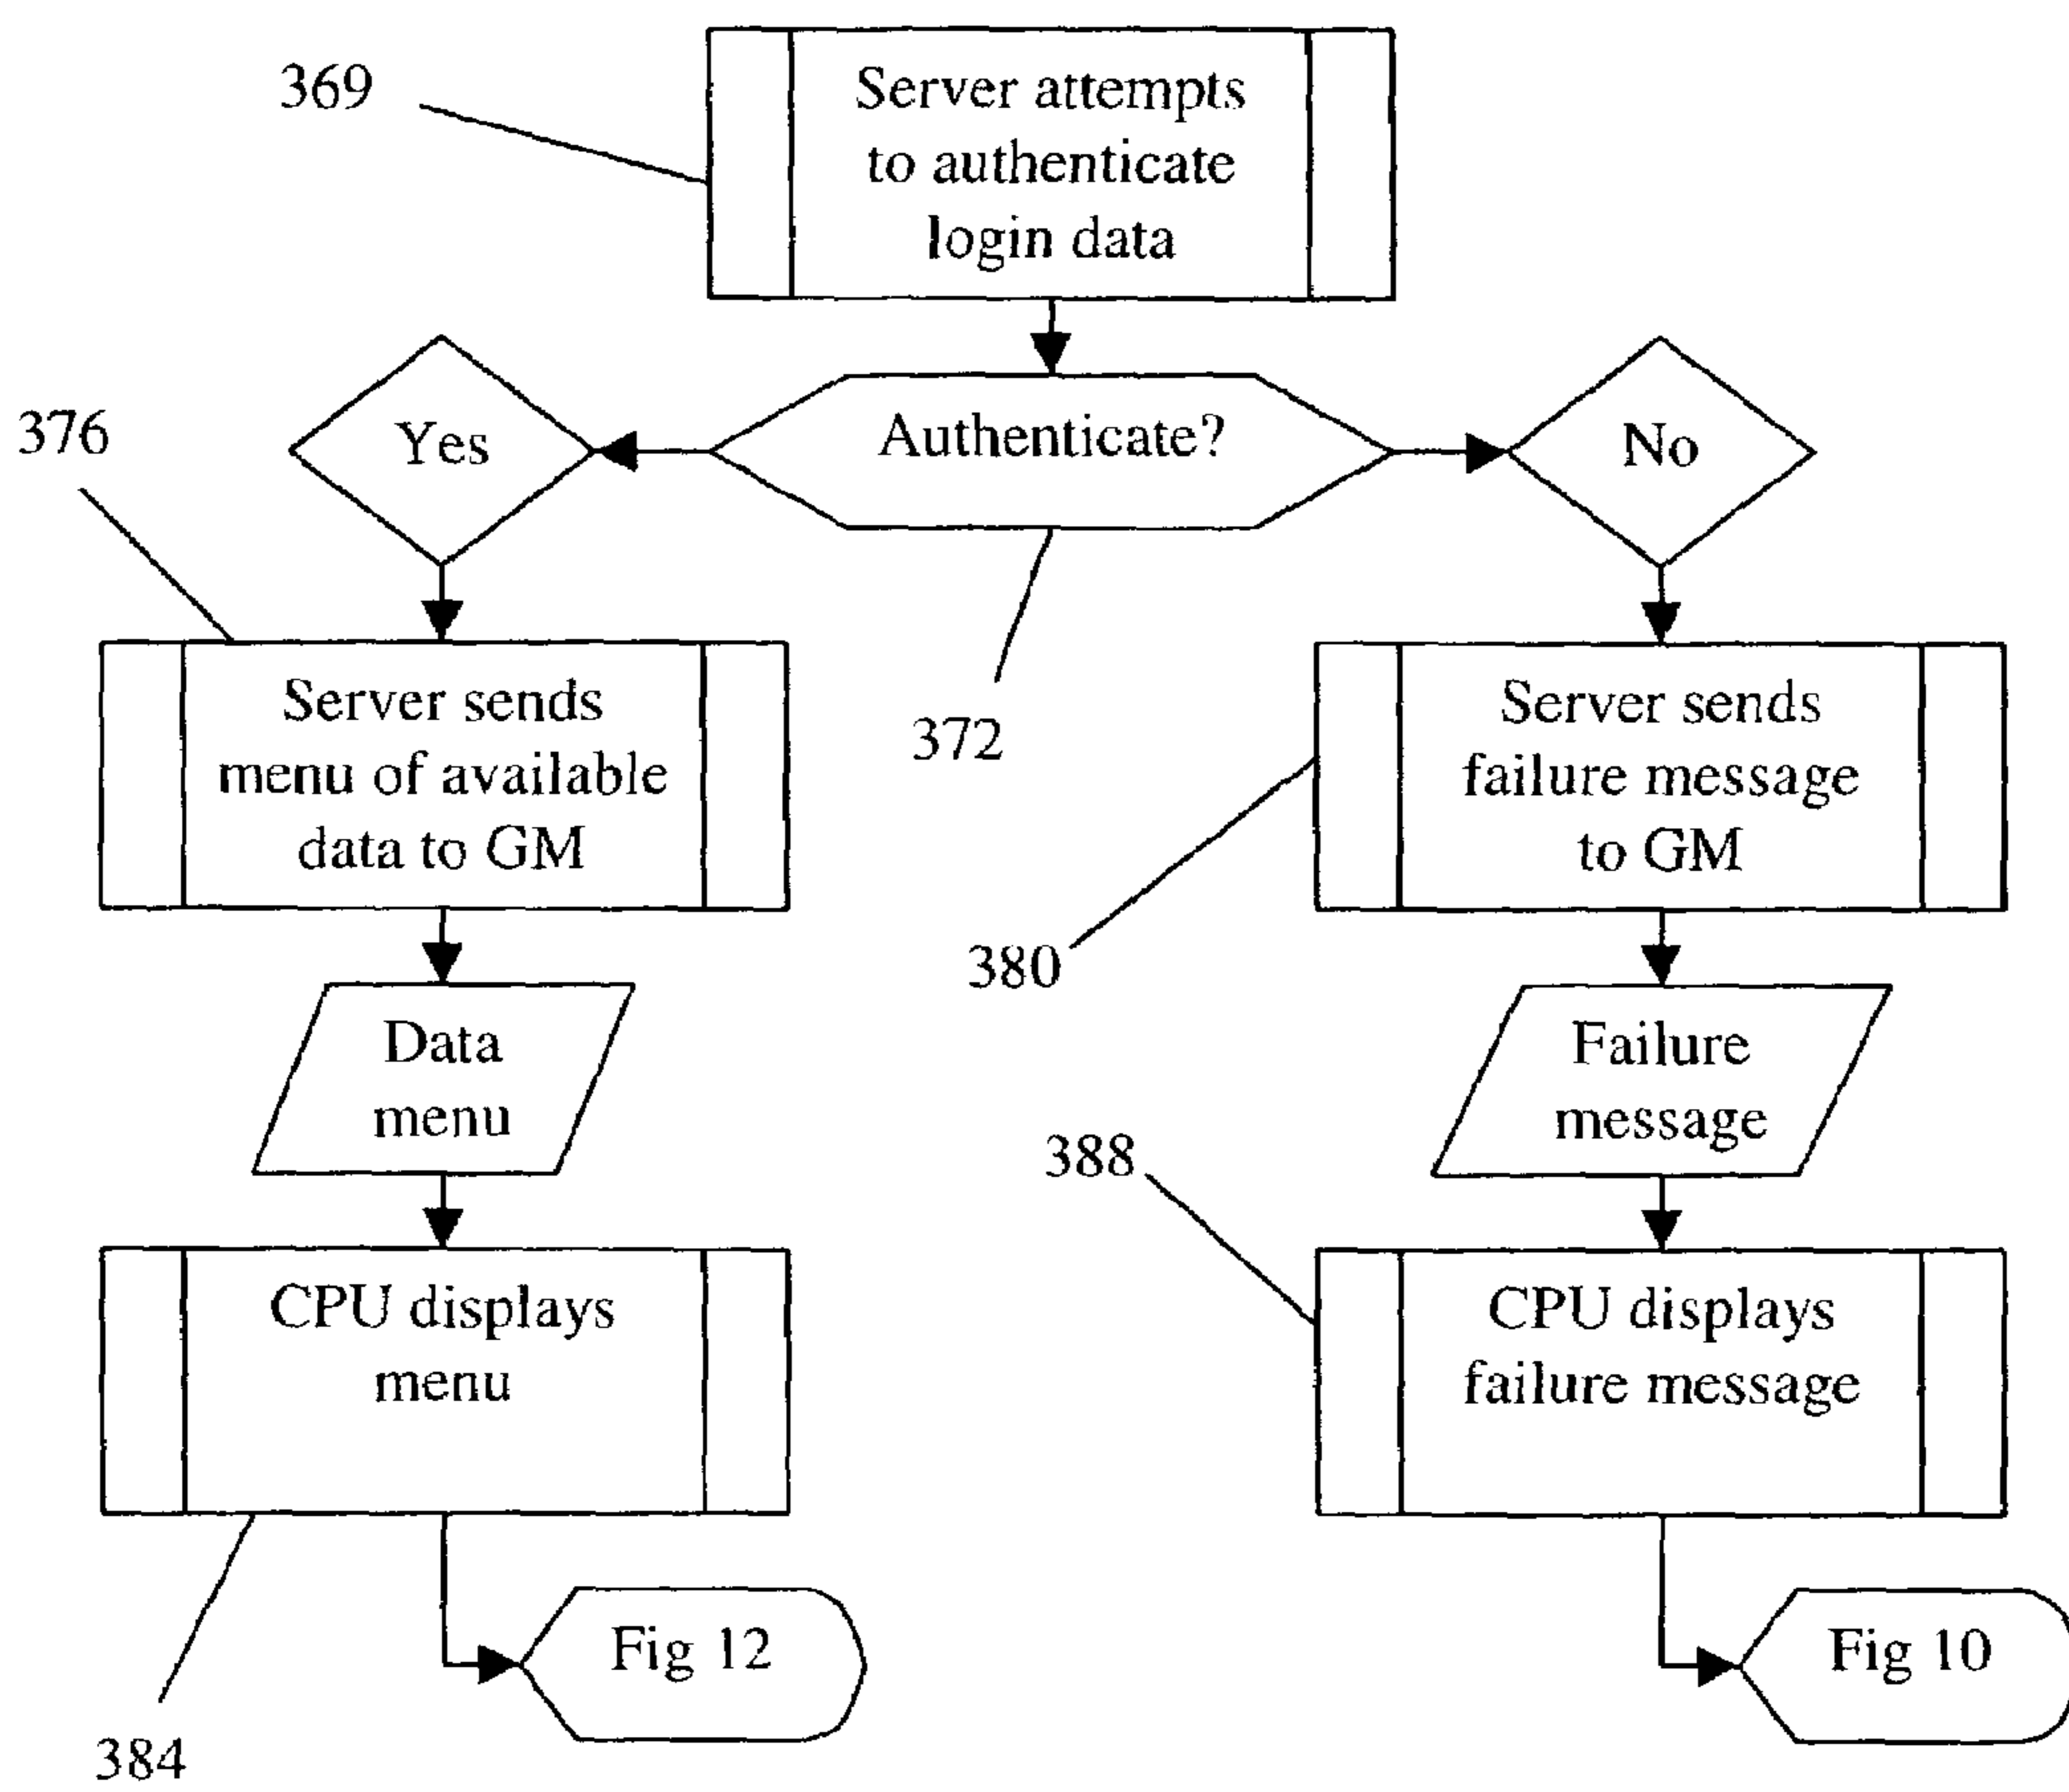 369
Server attempts
to authenticate
login data
376
Yes
Authenticate?
No
372
Server sends
menu of available
data to GM
Server sends
failure message
to GM
380
Data
menu
Failure
message
388
CPU displays
menu
CPU displays
failure message
Fig 12
Fig 10
384